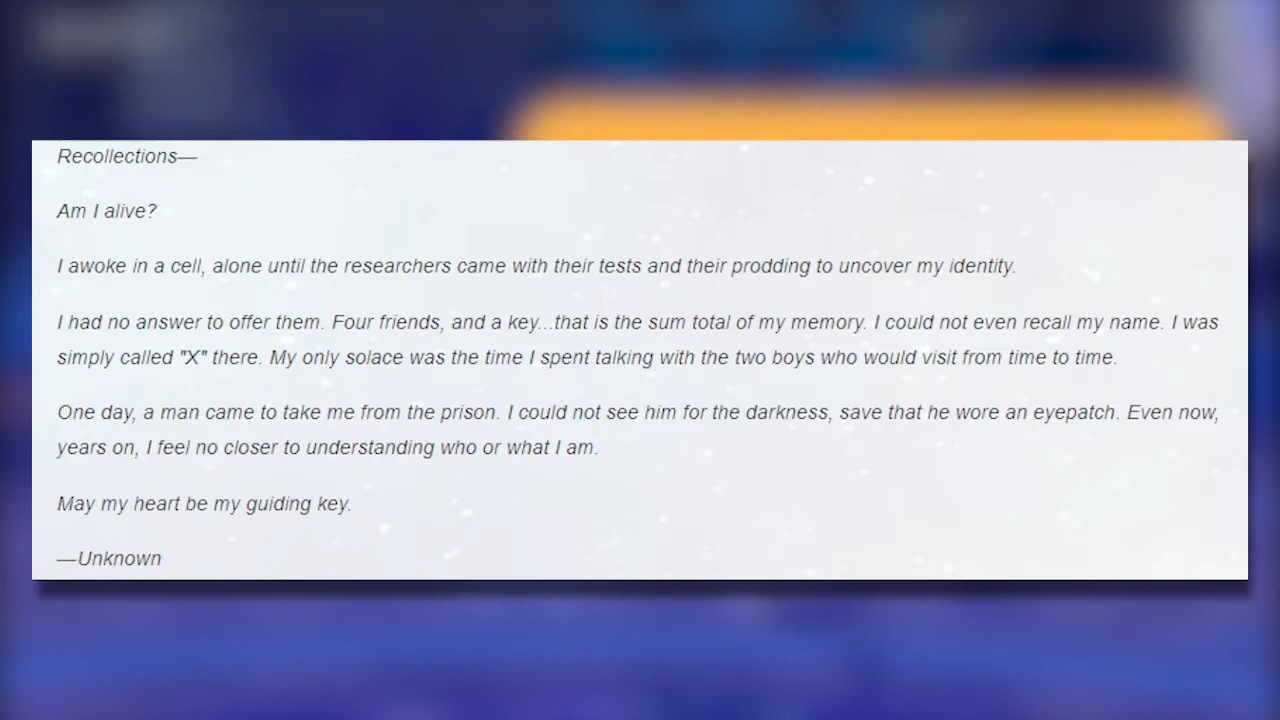 Recollections—
Am I alive?
I awoke in a cell, alone until the researchers came with their tests and their prodding to uncover my identity.
I had no answer to offer them. Four friends, and a key...that is the sum total of my memory. I could not even recall my name. I was
simply called "X" there. My only solace was the time I spent talking with the two boys who would visit from time to time.
One day, a man came to take me from the prison. I could not see him for the darkness, save that he wore an eyepatch. Even now,
years on, I feel no closer to understanding who or what I am.
May my heart be my guiding key.
—Unknown